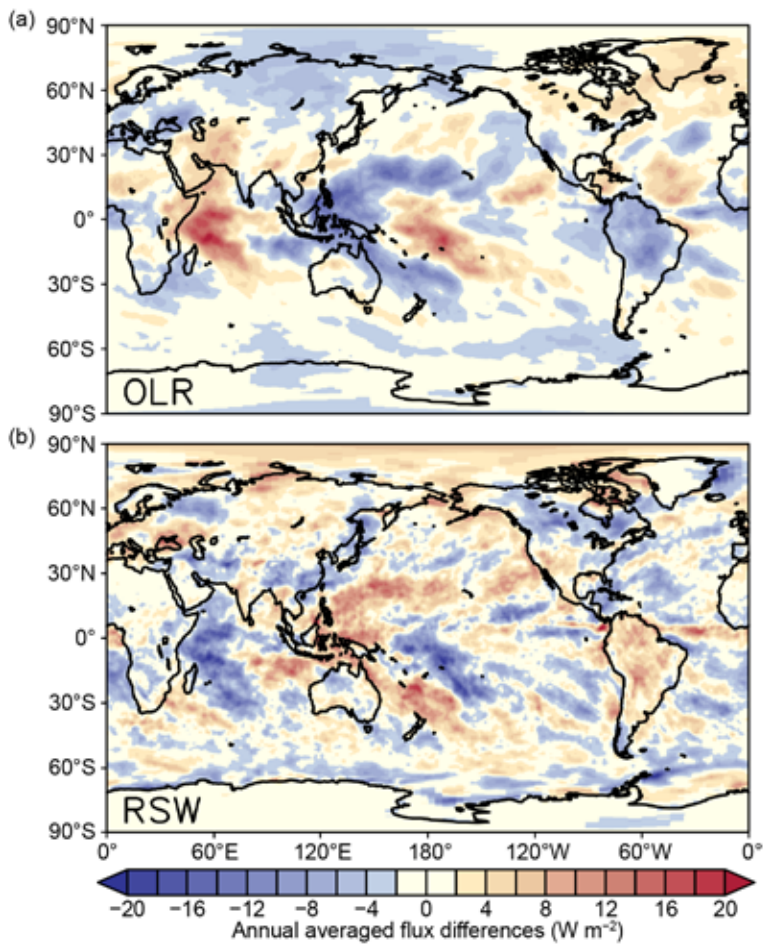 (a)
90°N
60°N
30°N
0°
30°S
60°S
90°S
OLR
(b)
90°N
60°N
30°N
0°
30°S
60°S
90°S
RSW
0° 60°E 120°E 180° 120°W 60°W 0°
−20 −16 −12 −8 −4 0 4 8 12 16 20
Annual averaged flux differences (W m⁻²)